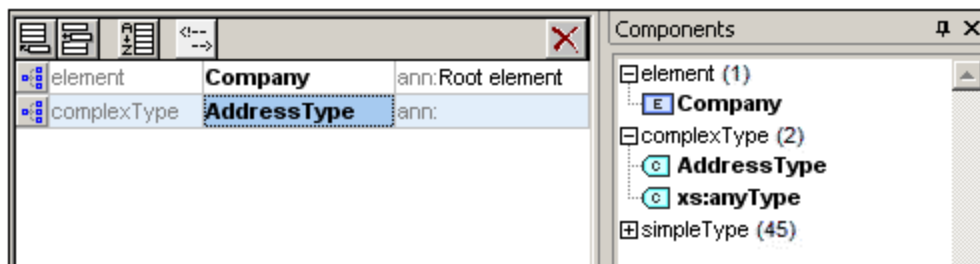 Components
element Company ann:Root element
complexType AddressType ann:
element (1)
E Company
complexType (2)
C AddressType
C xs:anyType
simpleType (45)